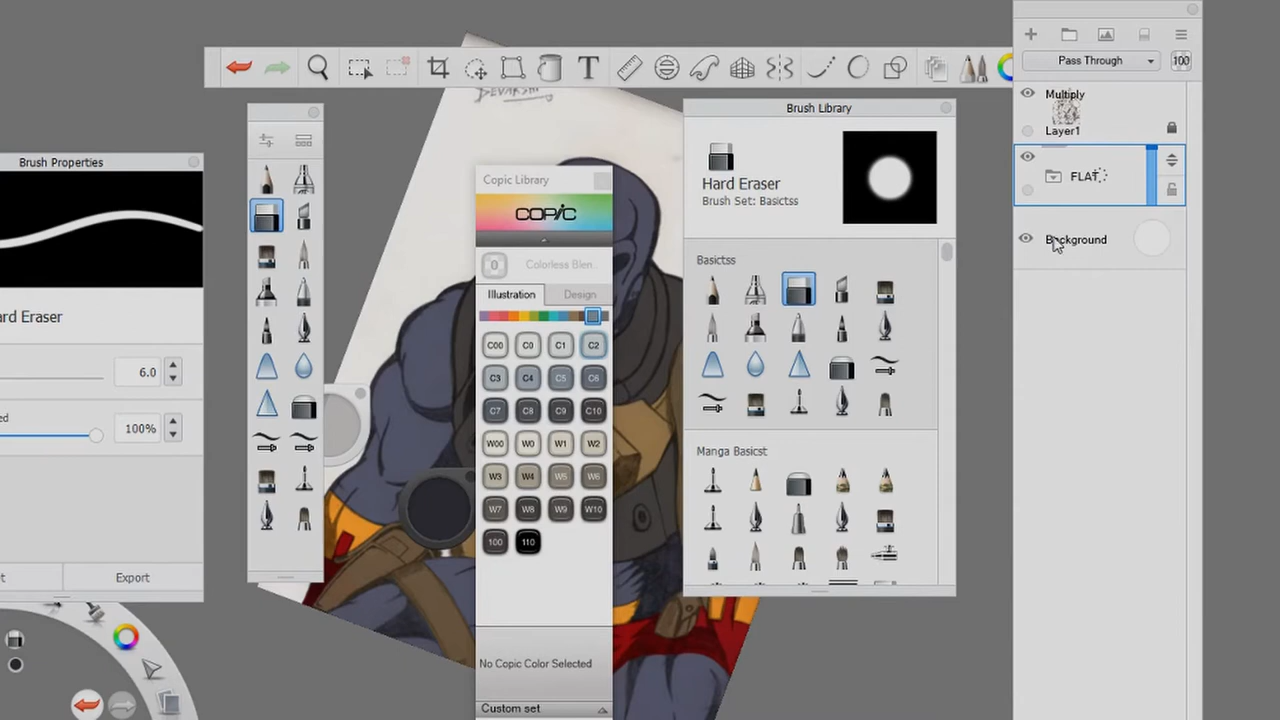 Pass Through
100
Multiply
Layer1
FLAT
Background
T
DEVARSHI
Brush Properties
ard Eraser
6.0
ed
100%
t
Export
Copic Library
COPIC
0
Colorless Blen..
Illustration
Design
C00
C0
C1
C2
C3
C4
C5
C6
C7
C8
C9
C10
W00
W0
W1
W2
W3
W4
W5
W6
W7
W8
W9
W10
100
110
No Copic Color Selected
Custom set
Brush Library
Hard Eraser
Brush Set: Basictss
Basictss
Manga Basicst